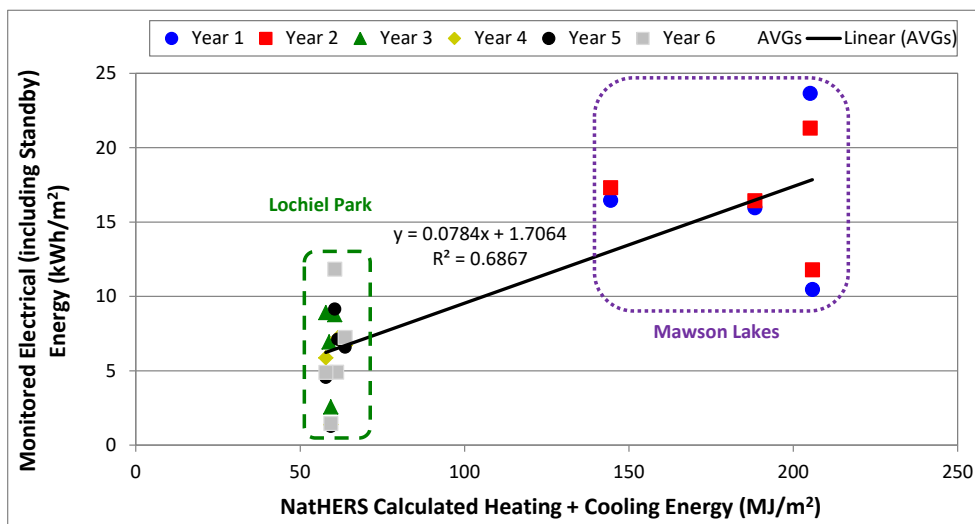 Year 1 Year 2 Year 3 Year 4 Year 5 Year 6 AVGs Linear (AVGs)
Monitored Electrical (including Standby
Energy (kWh/m²)
25
20
15
10
5
0
Lochiel Park
y = 0.0784x + 1.7064
R² = 0.6867
Mawson Lakes
0 50 100 150 200 250
NatHERS Calculated Heating + Cooling Energy (MJ/m²)